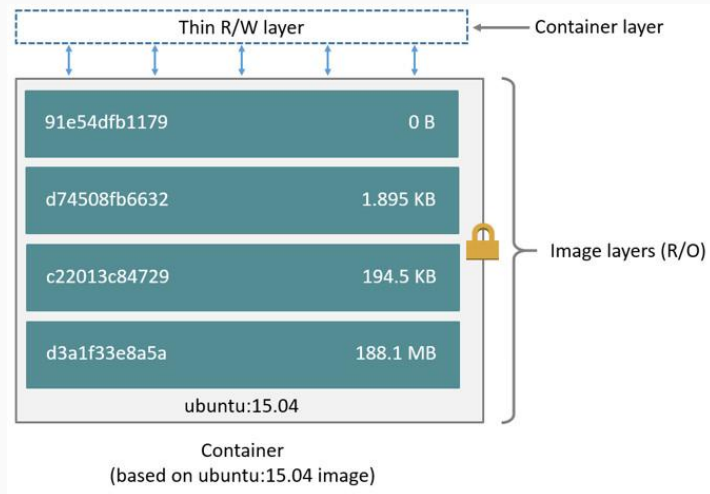 Thin R/W layer
Container layer
91e54dfb1179 0 B
d74508fb6632 1.895 KB
c22013c84729 194.5 KB
Image layers (R/O)
d3a1f33e8a5a 188.1 MB
ubuntu:15.04
Container
(based on ubuntu:15.04 image)